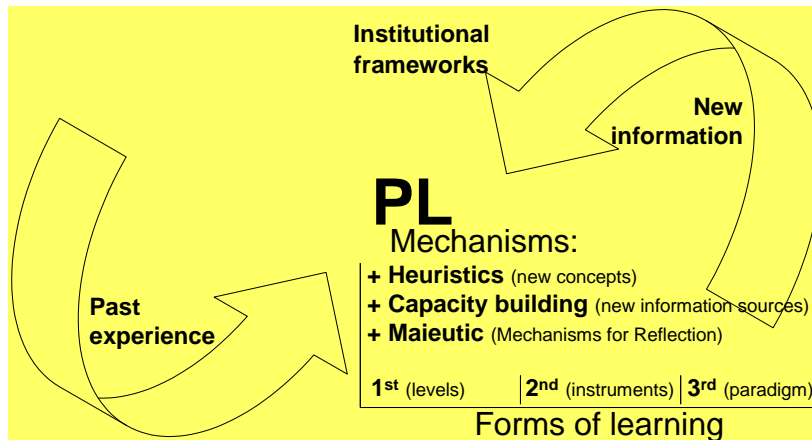 Institutional
frameworks
New
information
PL
Mechanisms:
+ Heuristics (new concepts)
+ Capacity building (new information sources)
+ Maieutic (Mechanisms for Reflection)
Past
experience
1st (levels) 2nd (instruments) 3rd (paradigm)
Forms of learning